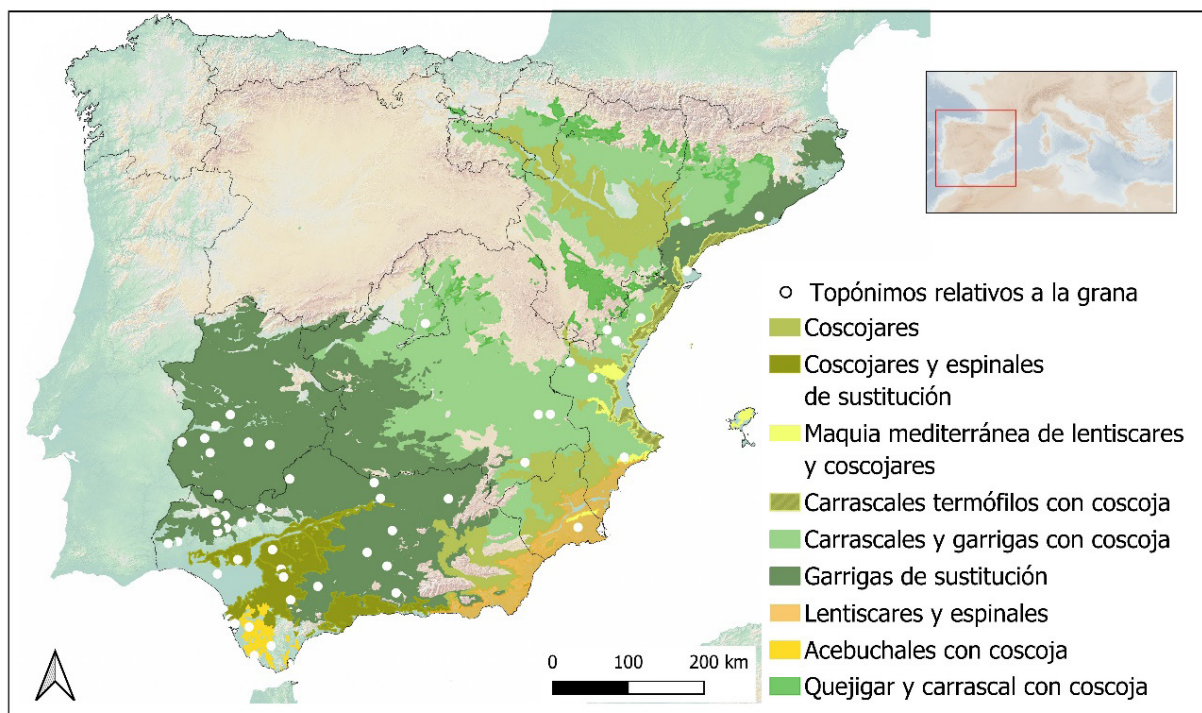 Topónimos relativos a la grana
Coscojares
Coscojares y espinales
de sustitución
Maquia mediterránea de lentiscares
y coscojares
Carrascales termófilos con coscoja
Carrascales y garrigas con coscoja
Garrigas de sustitución
Lentiscares y espinales
Acebuchales con coscoja
Quejigar y carrascal con coscoja
0 100 200 km